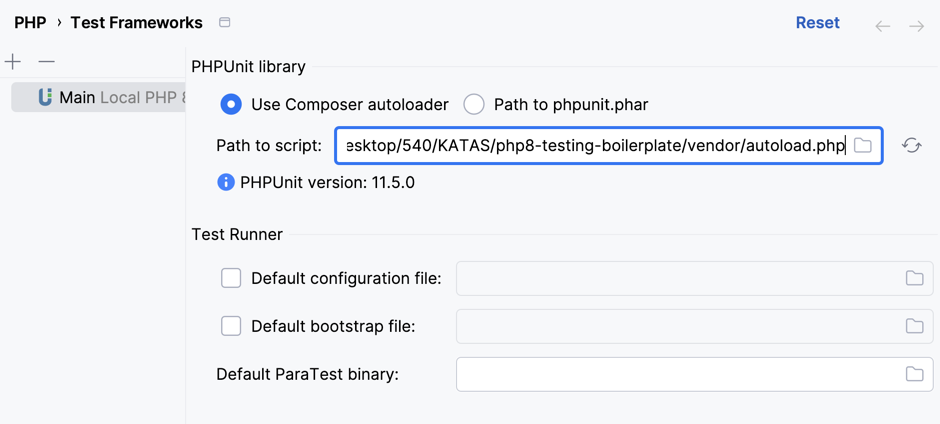 PHP › Test Frameworks
Reset
Main Local PHP 8
PHPUnit library
Use Composer autoloader
Path to phpunit.phar
Path to script: esktop/540/KATAS/php8-testing-boilerplate/vendor/autoload.php
PHPUnit version: 11.5.0
Test Runner
Default configuration file:
Default bootstrap file:
Default ParaTest binary: